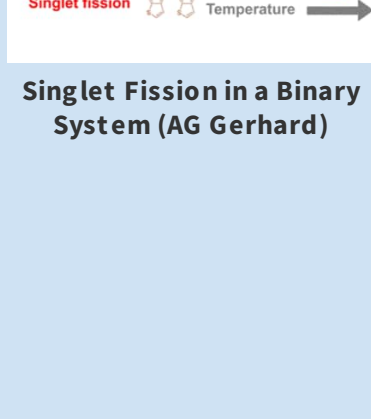 Singlet fission
Temperature
Singlet Fission in a Binary
System (AG Gerhard)